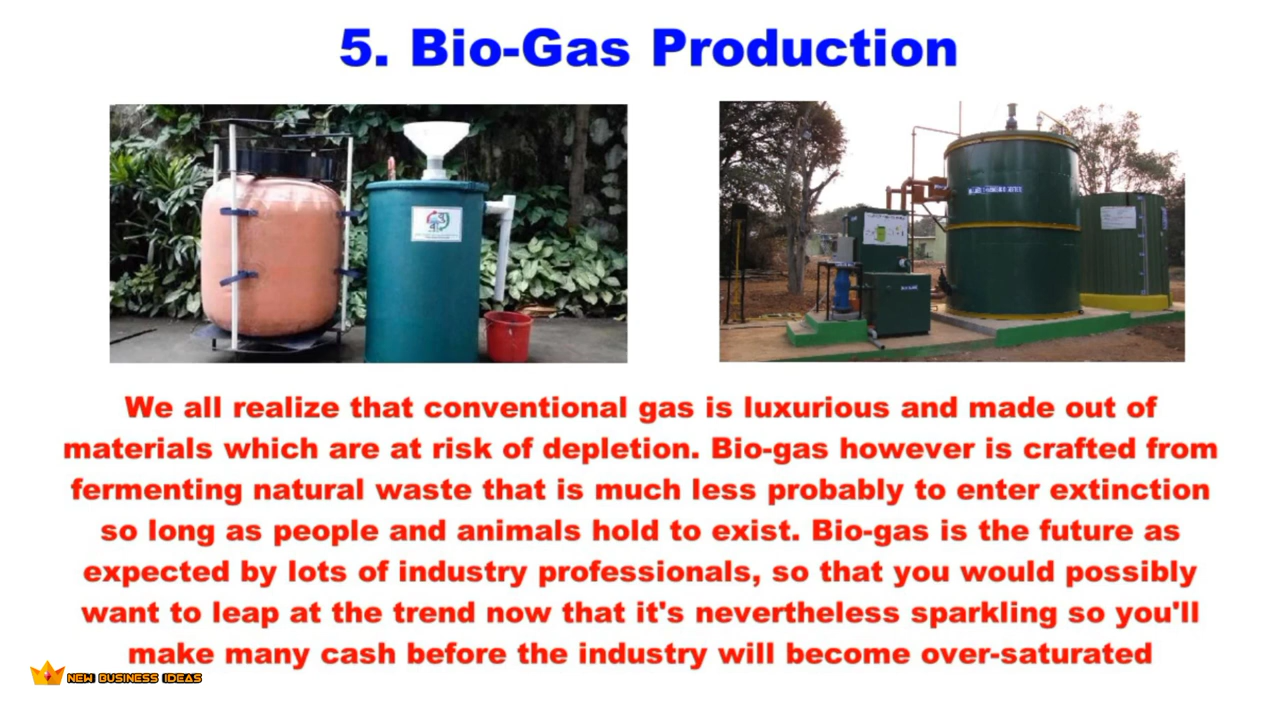 5. Bio-Gas Production
We all realize that conventional gas is luxurious and made out of
materials which are at risk of depletion. Bio-gas however is crafted from
fermenting natural waste that is much less probably to enter extinction
so long as people and animals hold to exist. Bio-gas is the future as
expected by lots of industry professionals, so that you would possibly
want to leap at the trend now that it's nevertheless sparkling so you'll
make many cash before the industry will become over-saturated
NEW BUSINESS IDEAS